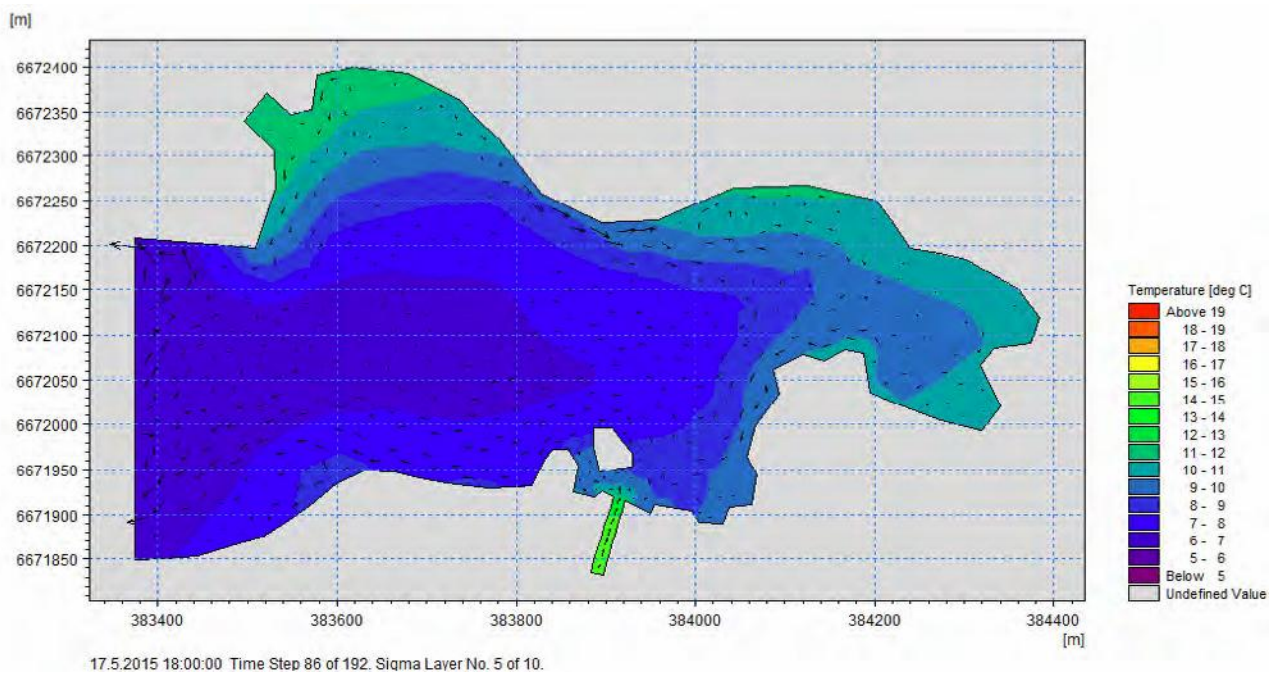 [m]
6672400
6672350
6672300
6672250
6672200
6672150
6672100
6672050
6672000
6671950
6671900
6671850
383400 383600 383800 384000 384200 384400
[m]
Temperature [deg C]
Above 19
18 - 19
17 - 18
16 - 17
15 - 16
14 - 15
13 - 14
12 - 13
11 - 12
10 - 11
9 - 10
8 - 9
7 - 8
6 - 7
5 - 6
Below 5
Undefined Value
17.5.2015 18:00:00 Time Step 86 of 192. Sigma Layer No. 5 of 10.